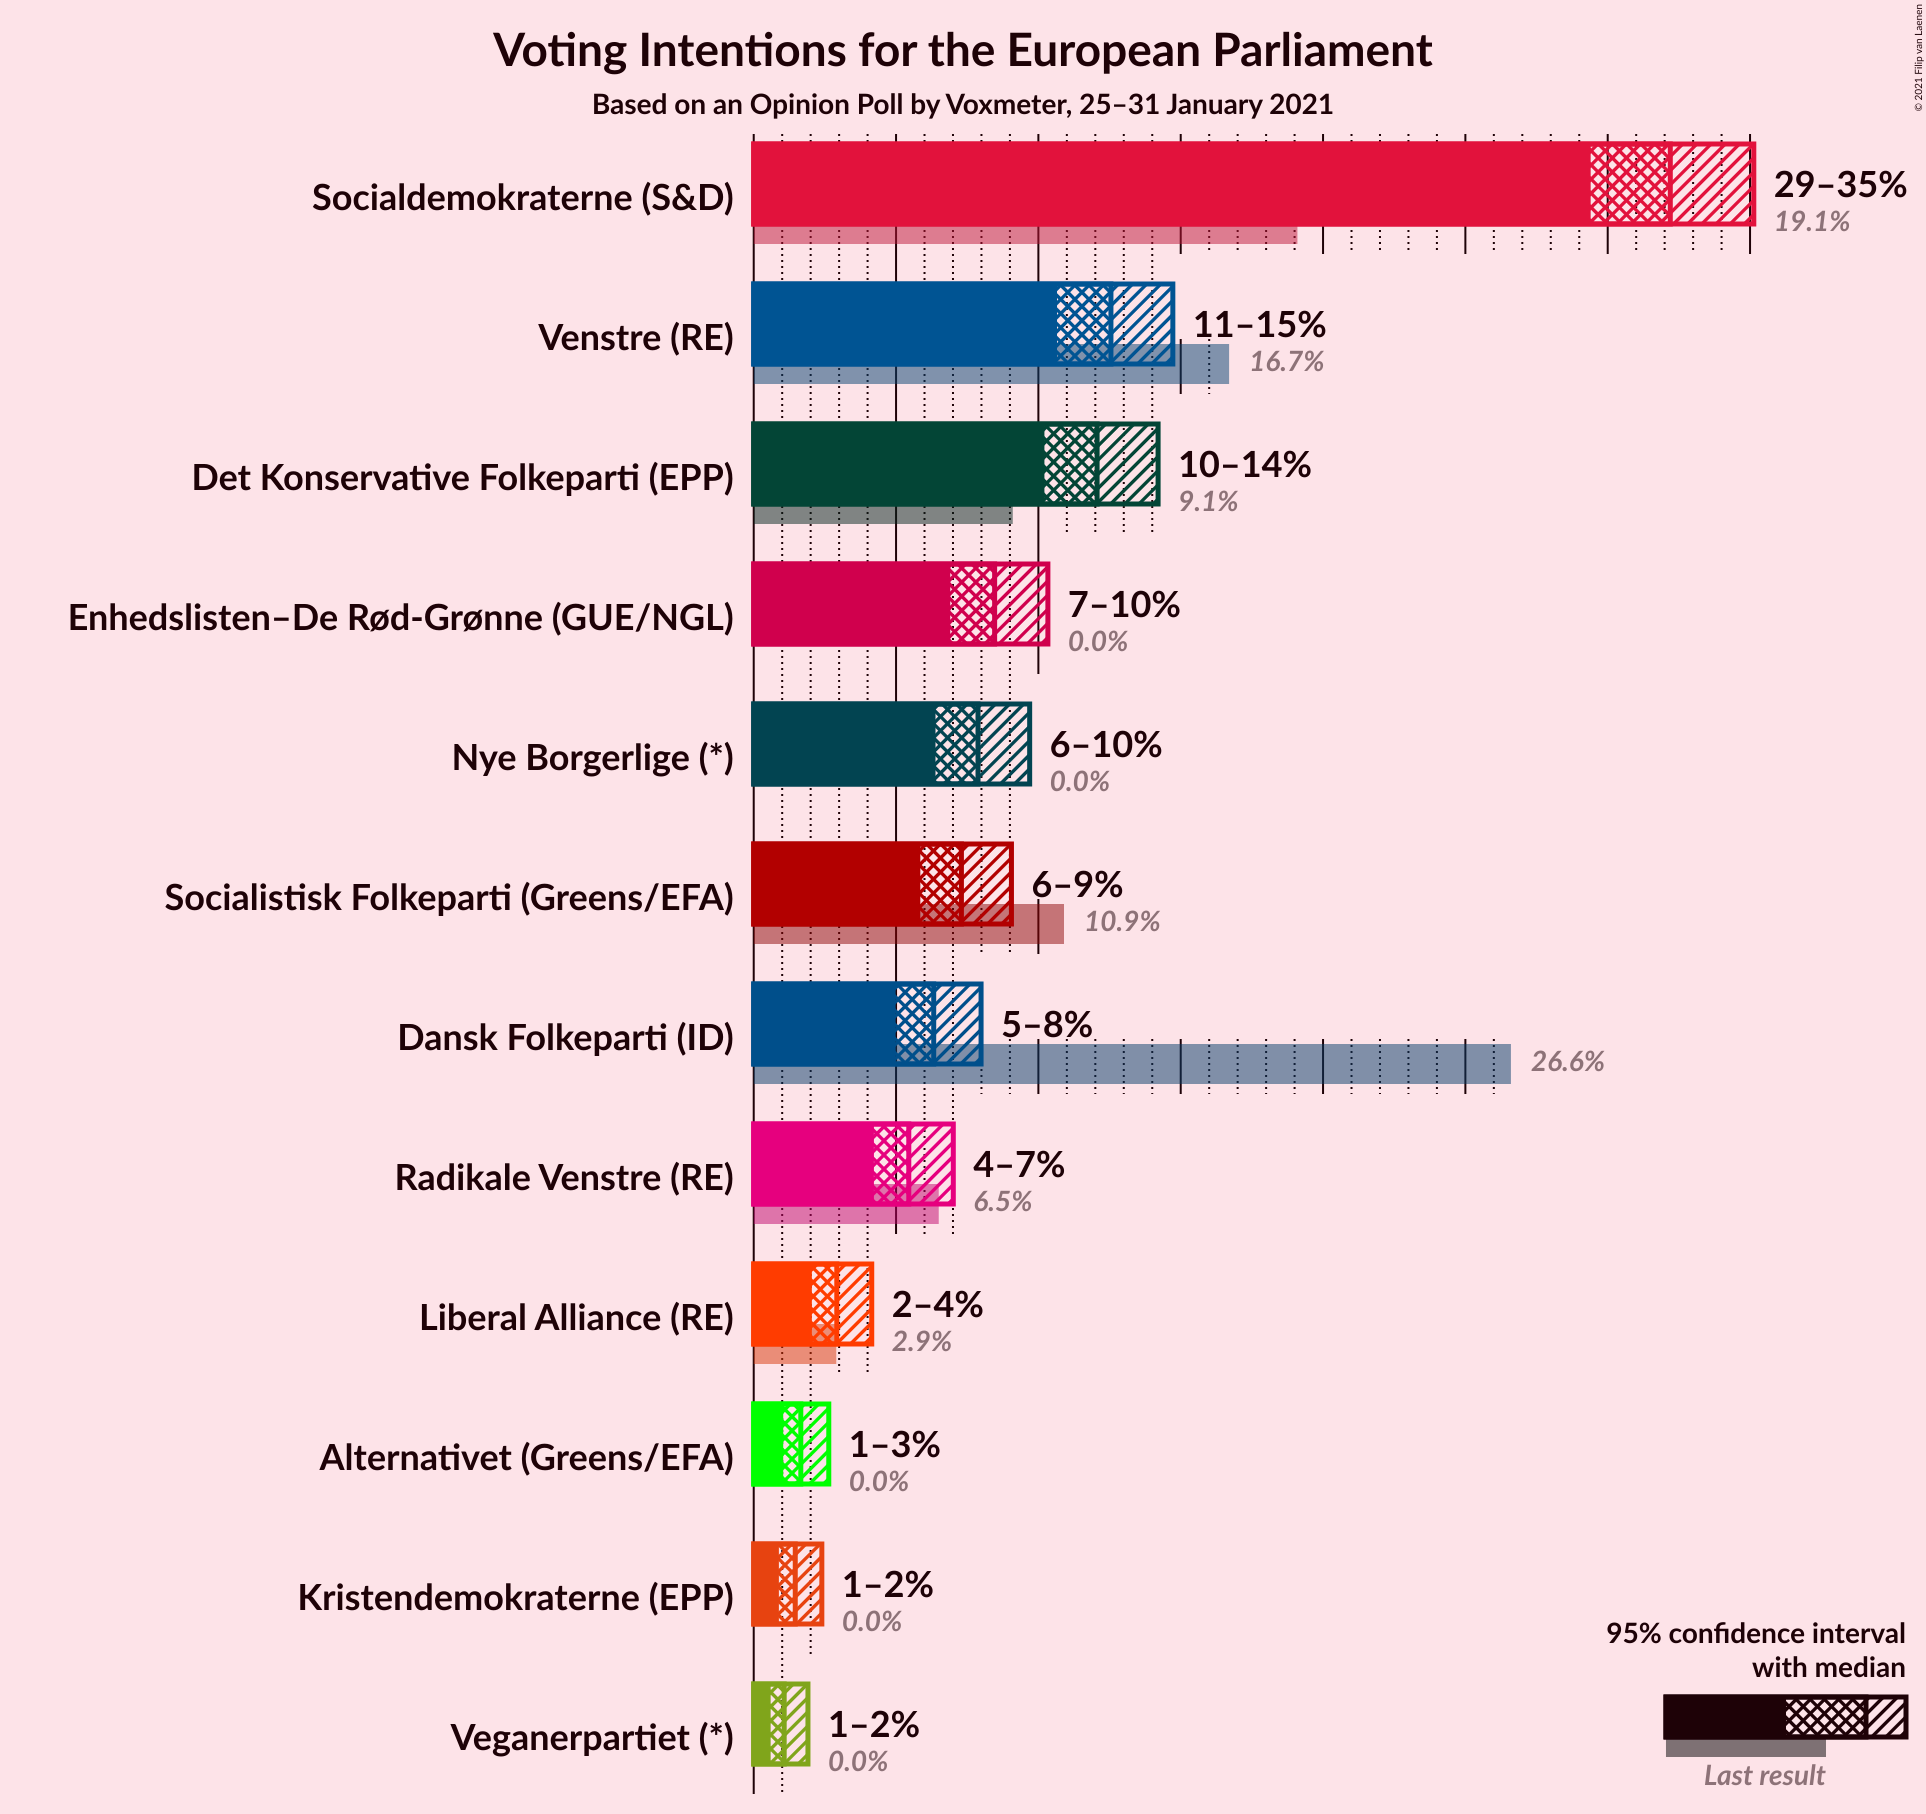 Voting Intentions for the European Parliament
Based on an Opinion Poll by Voxmeter, 25–31 January 2021
© 2021 Filip van Laenen
Socialdemokraterne (S&D)
29–35%
19.1%
Venstre (RE)
11–15%
16.7%
Det Konservative Folkeparti (EPP)
10–14%
9.1%
Enhedslisten–De Rød-Grønne (GUE/NGL)
7–10%
0.0%
Nye Borgerlige (*)
6–10%
0.0%
Socialistisk Folkeparti (Greens/EFA)
6–9%
10.9%
Dansk Folkeparti (ID)
5–8%
26.6%
Radikale Venstre (RE)
4–7%
6.5%
Liberal Alliance (RE)
2–4%
2.9%
Alternativet (Greens/EFA)
1–3%
0.0%
Kristendemokraterne (EPP)
1–2%
0.0%
Veganerpartiet (*)
1–2%
0.0%
95% confidence interval
with median
Last result